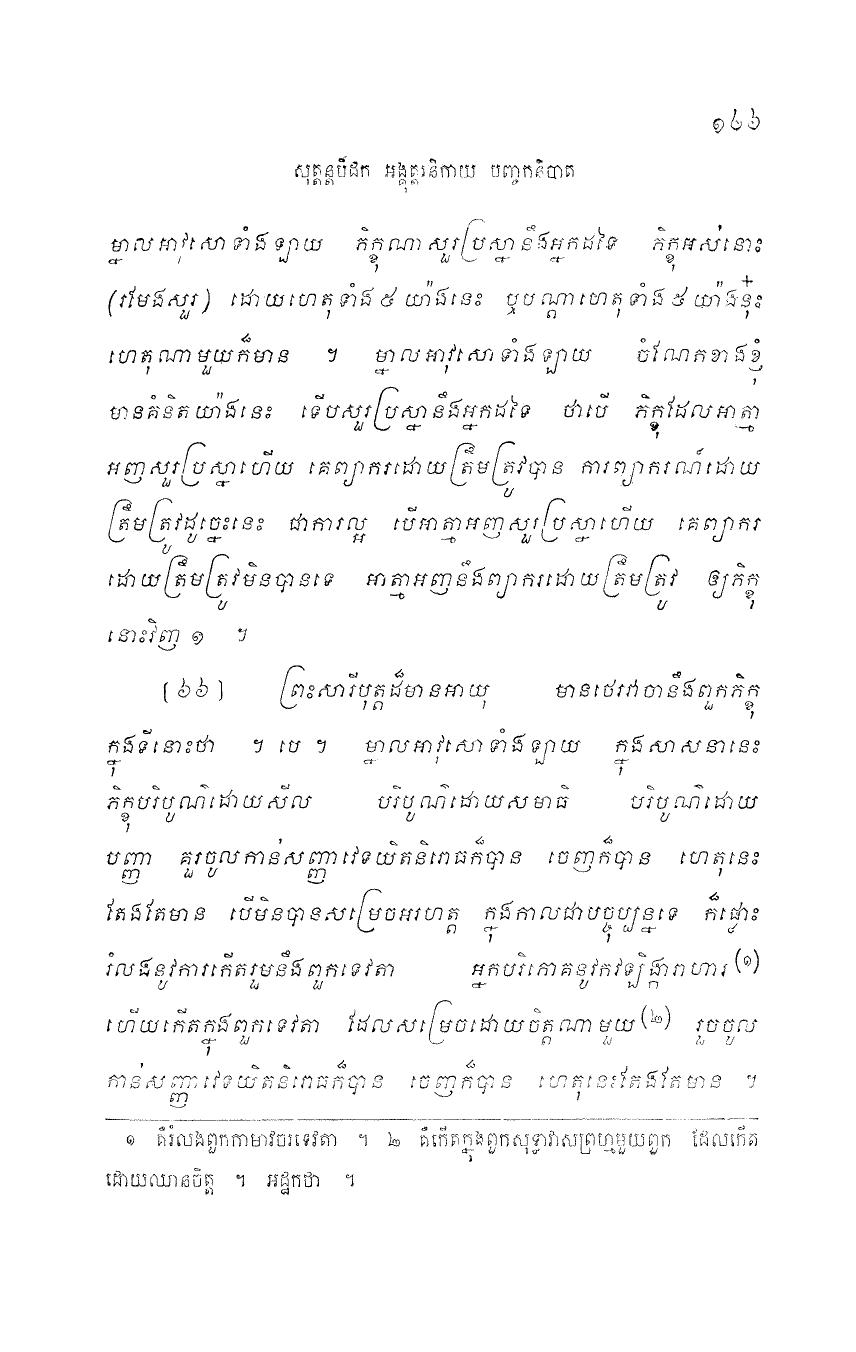 ១៤៦
សុត្តន្តបិដក អង្គុត្តរនិកាយ បញ្ចកនិបាត
ម្នាលអាវុសោទាំងឡាយ ភិក្ខុណាសួរប្រស្នានឹងអ្នកដទៃ ភិក្ខុអស់នោះ
(រមែងសួរ) ដោយហេតុទាំង៥យ៉ាងនេះ ឬបណ្តាហេតុទាំង៥យ៉ាងនុ៎ះ
ហេតុណាមួយក៏មាន ។ ម្នាលអាវុសោទាំងឡាយ ចំណែកខាងខ្ញុំ
មានគំនិតយ៉ាងនេះ ទើបសួរប្រស្នានឹងអ្នកដទៃ ថាបើ ភិក្ខុដែលអាត្មា
អញសួរប្រស្នាហើយ គេព្យាករដោយត្រឹមត្រូវបាន ការព្យាករណ៍ដោយ
ត្រឹមត្រូវដូច្នេះនេះ ជាការល្អ បើអាត្មាអញសួរប្រស្នាហើយ គេព្យាករ
ដោយត្រឹមត្រូវមិនបានទេ អាត្មាអញនឹងព្យាករដោយត្រឹមត្រូវ ឲ្យភិក្ខុ
នោះវិញ ១ ។
(៦៦) ព្រះសារីបុត្តដ៏មានអាយុ មានថេរវាចានឹងពួកភិក្ខុ
ក្នុងទីនោះថា ។ បេ ។ ម្នាលអាវុសោទាំងឡាយ ក្នុងសាសនានេះ
ភិក្ខុបរិបូណ៌ដោយសីល បរិបូណ៌ដោយសមាធិ បរិបូណ៌ដោយ
បញ្ញា គួរចូលកាន់សញ្ញាវេទយិតនិរោធក៏បាន ចេញក៏បាន ហេតុនេះ
តែងតែមាន បើមិនបានសម្រេចអរហត្ត ក្នុងកាលជាបច្ចុប្បន្នទេ ក៏ផ្ទោះ
រំលងនូវការកើតរួមនឹងពួកទេវតា អ្នកបរិភោគនូវកវឡិង្ការាហារ (១)
ហើយកើតក្នុងពួកទេវតា ដែលសម្រេចដោយចិត្តណាមួយ (២) រួចចូល
កាន់សញ្ញាវេទយិតនិរោធក៏បាន ចេញក៏បាន ហេតុនេះតែងតែមាន ។
១ គឺរំលងពួកកាមាវចរទេវតា ។ ២ គឺកើតក្នុងពួកសុទ្ធាវាសព្រហ្មមួយពួក ដែលកើត
ដោយឈានចិត្ត ។ អដ្ឋកថា ។